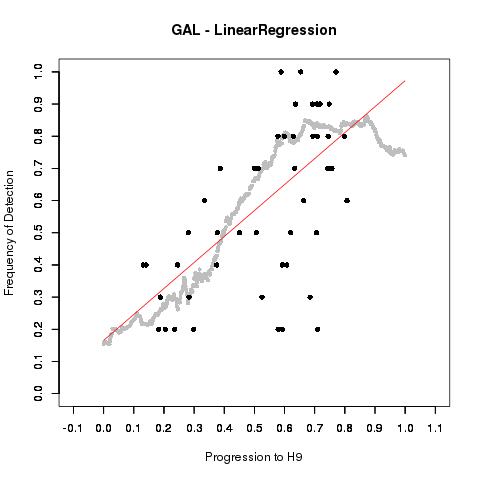 GAL - LinearRegression
Frequency of Detection
1.0
0.9
0.8
0.7
0.6
0.5
0.4
0.3
0.2
0.1
0.0
-0.1 0.0 0.1 0.2 0.3 0.4 0.5 0.6 0.7 0.8 0.9 1.0 1.1
Progression to H9